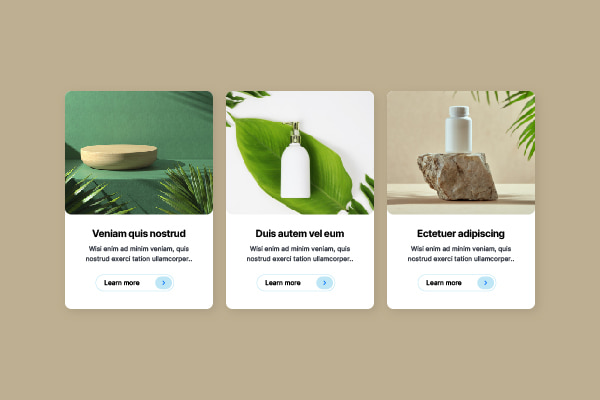 Veniam quis nostrud
Wisi enim ad minim veniam, quis
nostrud exerci tation ullamcorper..
Learn more
Duis autem vel eum
Wisi enim ad minim veniam, quis
nostrud exerci tation ullamcorper..
Learn more
Ectetuer adipiscing
Wisi enim ad minim veniam, quis
nostrud exerci tation ullamcorper..
Learn more